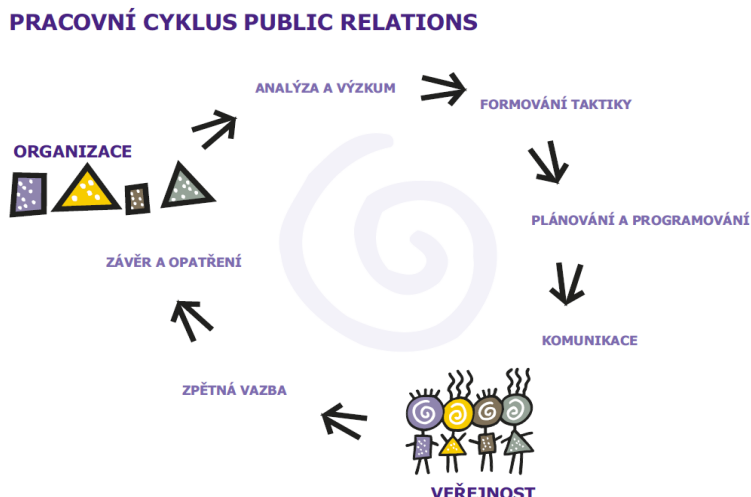 PRACOVNÍ CYKLUS PUBLIC RELATIONS
ANALÝZA A VÝZKUM
FORMOVÁNÍ TAKTIKY
ORGANIZACE
PLÁNOVÁNÍ A PROGRAMOVÁNÍ
ZÁVĚR A OPATŘENÍ
KOMUNIKACE
ZPĚTNÁ VAZBA
VEŘEJNOST